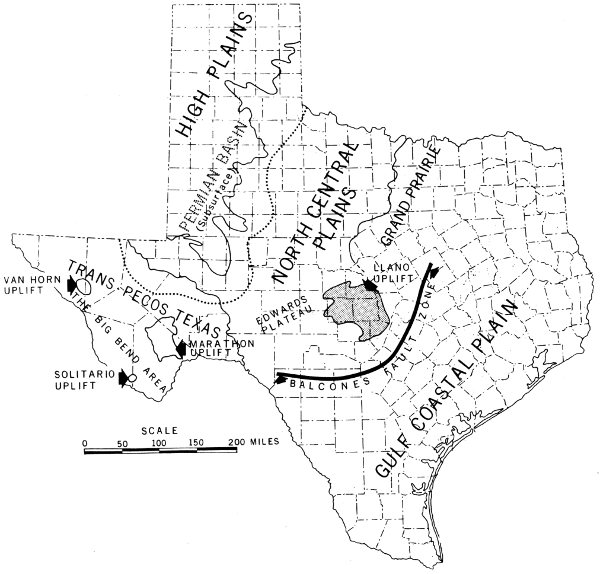 HIGH PLAINS
PERMIAN BASIN
(Subsurface)
NORTH CENTRAL
PLAINS
GRAND PRAIRIE
LLANO
UPLIFT
TRANS-PECOS TEXAS
VAN HORN
UPLIFT
THE BIG BEND AREA
EDWARDS
PLATEAU
MARATHON
UPLIFT
SOLITARIO
UPLIFT
BALCONES FAULT ZONE
GULF COASTAL PLAIN
SCALE
0 50 100 150 200 MILES